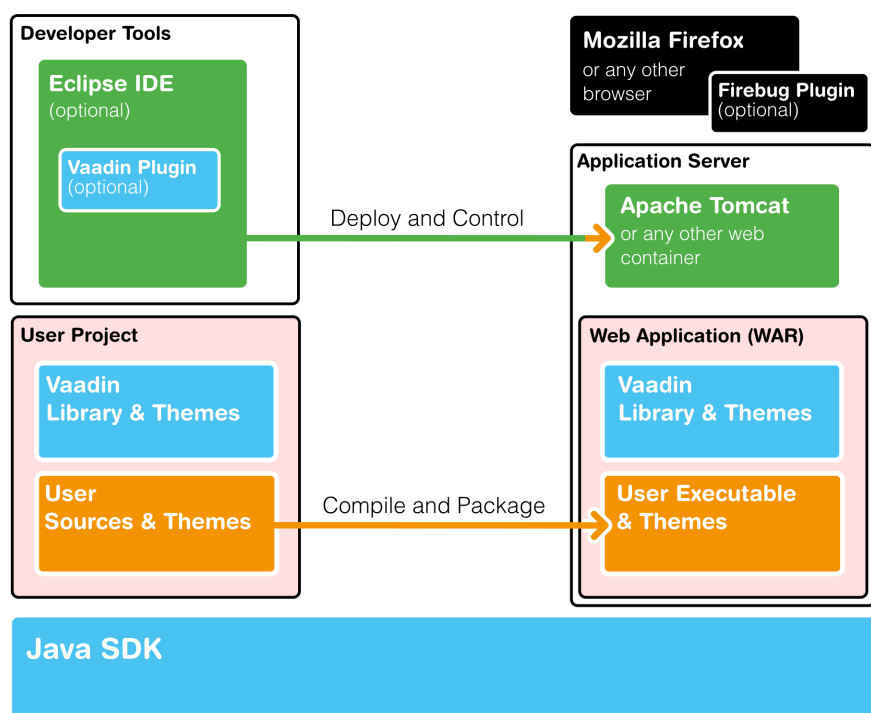 Developer Tools
Eclipse IDE
(optional)
Vaadin Plugin
(optional)
Mozilla Firefox
or any other
browser
Firebug Plugin
(optional)
Deploy and Control
Application Server
Apache Tomcat
or any other web
container
User Project
Vaadin
Library & Themes
User
Sources & Themes
Compile and Package
Web Application (WAR)
Vaadin
Library & Themes
User Executable
& Themes
Java SDK